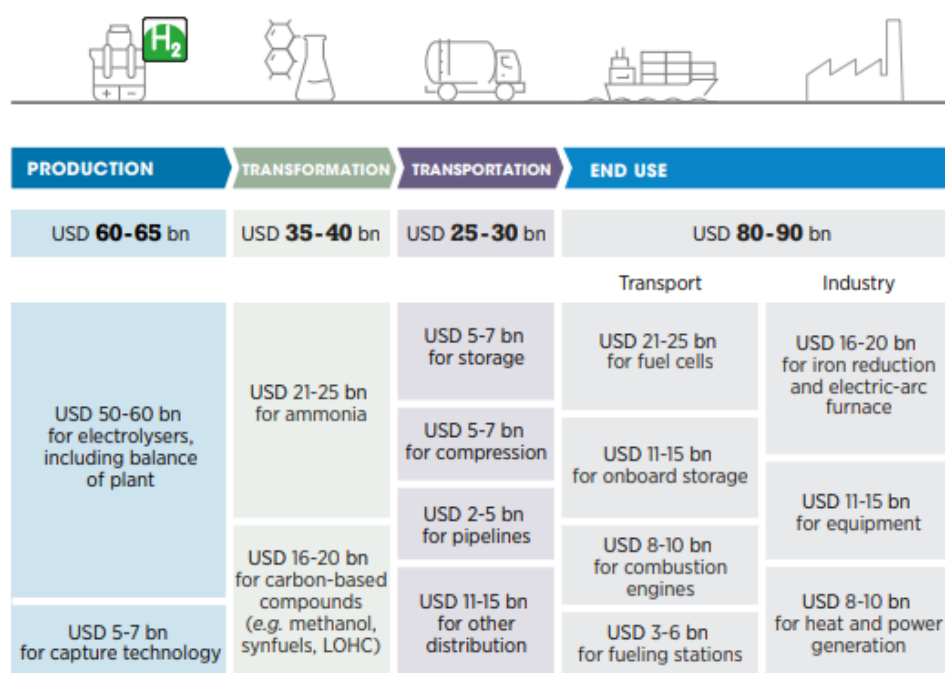 H2
+ −
PRODUCTION
TRANSFORMATION
TRANSPORTATION
END USE
USD 60-65 bn
USD 35-40 bn
USD 25-30 bn
USD 80-90 bn
Transport
Industry
USD 50-60 bn
for electrolysers,
including balance
of plant
USD 5-7 bn
for capture technology
USD 21-25 bn
for ammonia
USD 16-20 bn
for carbon-based
compounds
(e.g. methanol,
synfuels, LOHC)
USD 5-7 bn
for storage
USD 5-7 bn
for compression
USD 2-5 bn
for pipelines
USD 11-15 bn
for other
distribution
USD 21-25 bn
for fuel cells
USD 11-15 bn
for onboard storage
USD 8-10 bn
for combustion
engines
USD 3-6 bn
for fueling stations
USD 16-20 bn
for iron reduction
and electric-arc
furnace
USD 11-15 bn
for equipment
USD 8-10 bn
for heat and power
generation